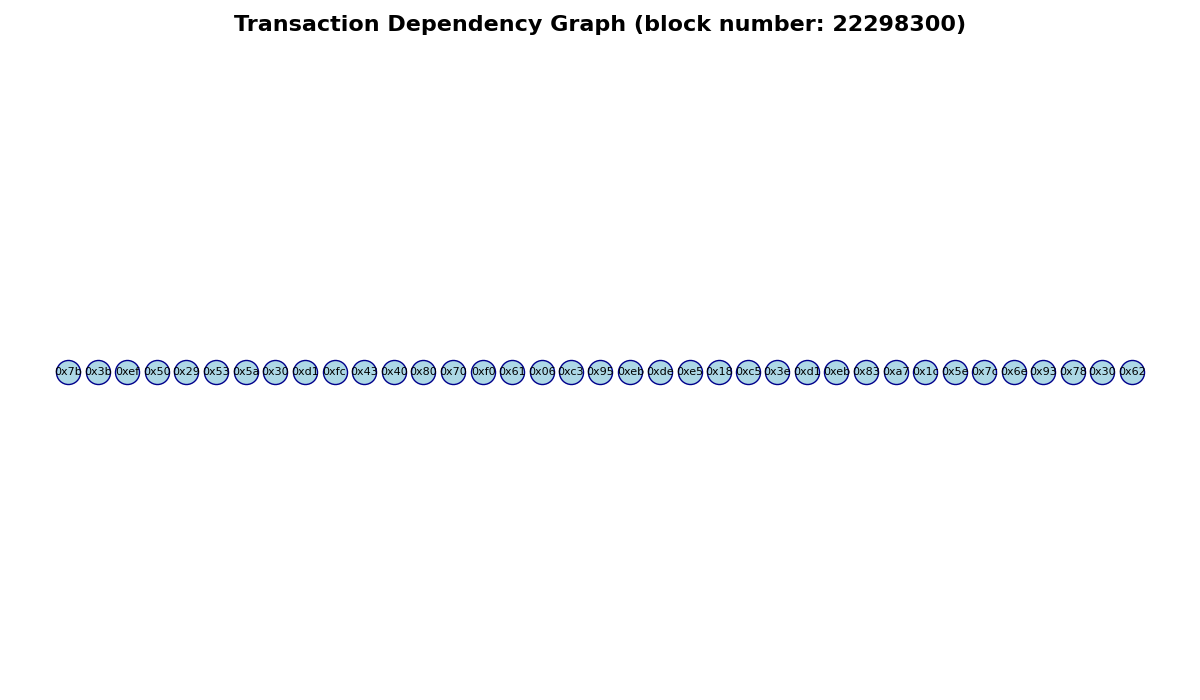 Transaction Dependency Graph (block number: 22298300)
0x7b 0x3b 0xef 0x50 0x29 0x53 0x5a 0x30 0xd1 0xfc 0x43 0x40 0x80 0x70 0xf0 0x61 0x06 0xc3 0x95 0xeb 0xde 0xe5 0x18 0xc5 0x3e 0xd1 0xeb 0x83 0xa7 0x1c 0x5e 0x7c 0x6e 0x93 0x78 0x30 0x62